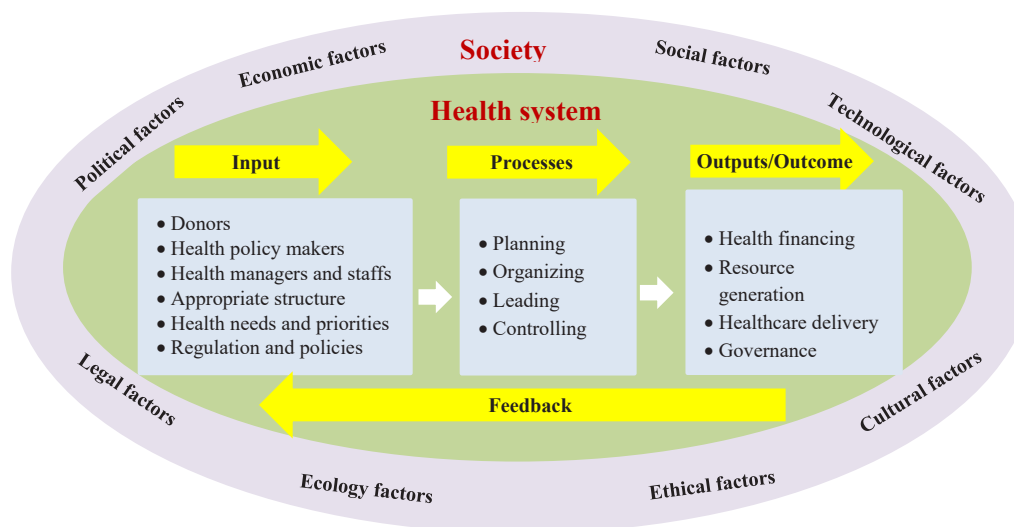 Society
Economic factors
Social factors
Political factors
Technological factors
Health system
Input
Processes
Outputs/Outcome
• Donors
• Health policy makers
• Health managers and staffs
• Appropriate structure
• Health needs and priorities
• Regulation and policies
• Planning
• Organizing
• Leading
• Controlling
• Health financing
• Resource
generation
• Healthcare delivery
• Governance
Feedback
Legal factors
Cultural factors
Ecology factors
Ethical factors